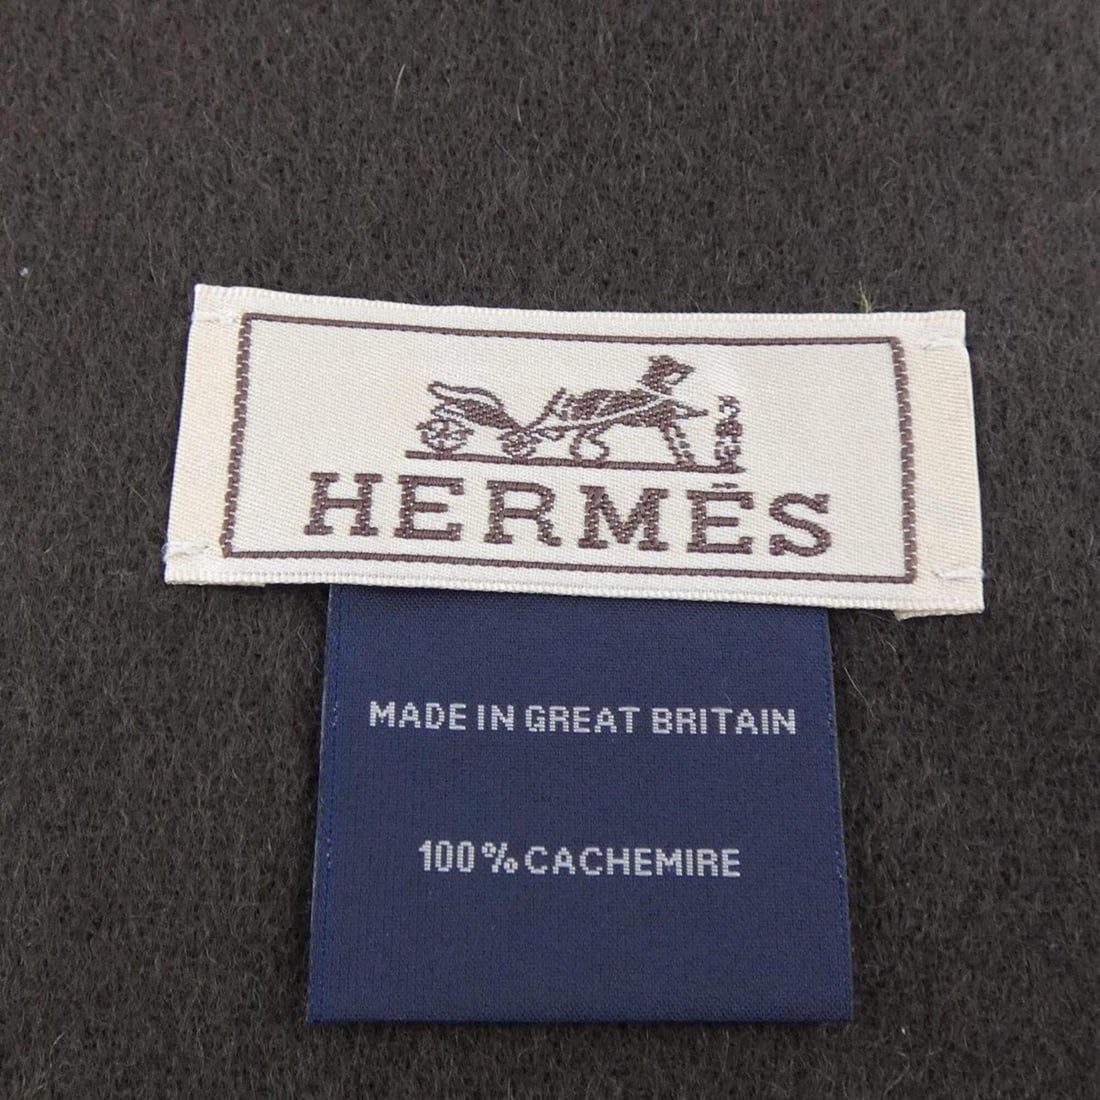 HERMÈS
MADE IN GREAT BRITAIN
100% CACHEMIRE